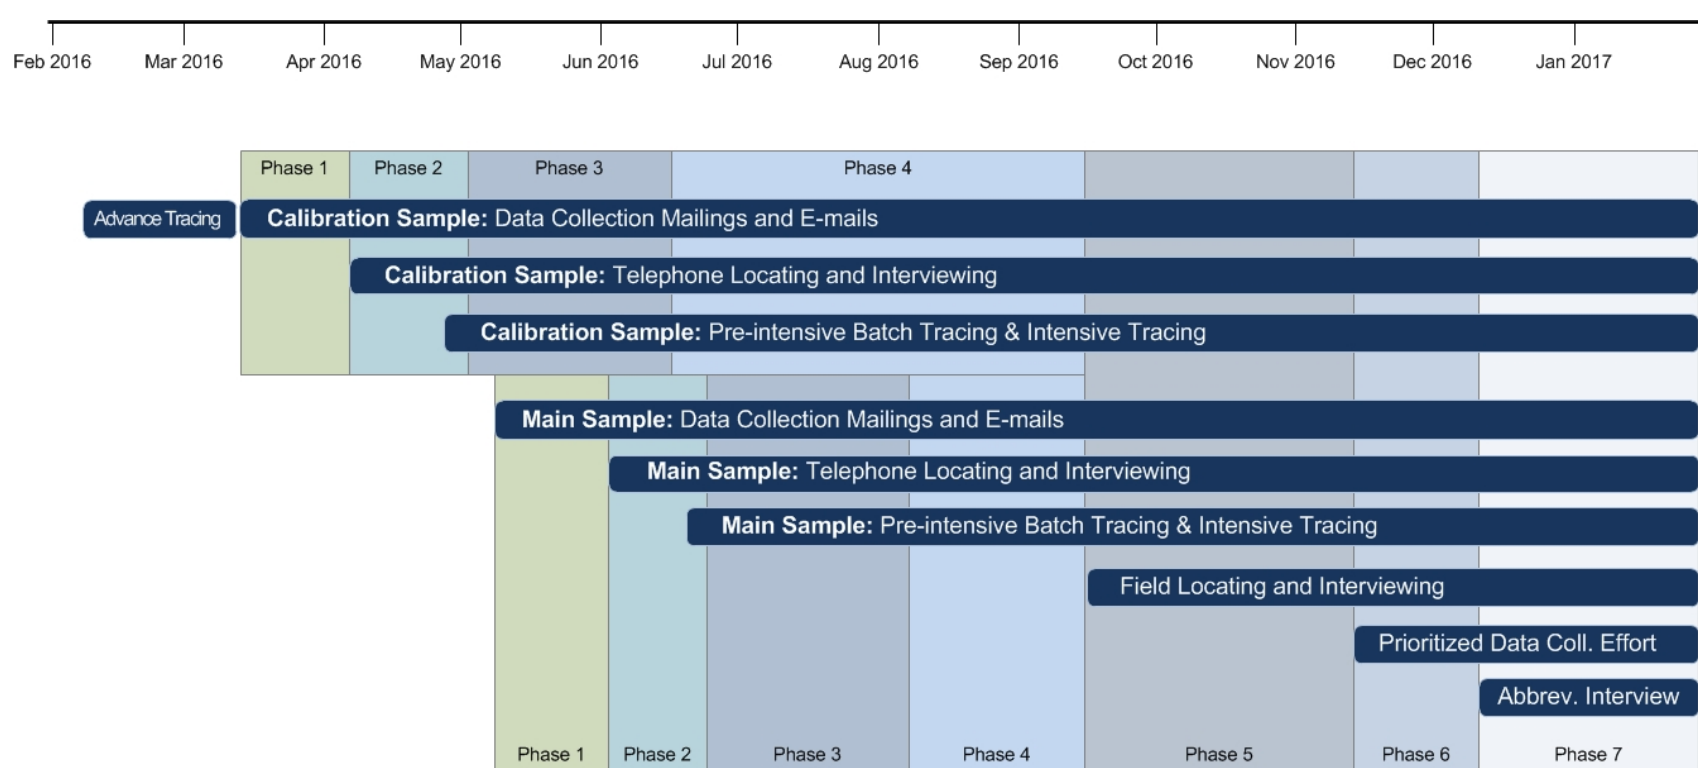 Feb 2016 Mar 2016 Apr 2016 May 2016 Jun 2016 Jul 2016 Aug 2016 Sep 2016 Oct 2016 Nov 2016 Dec 2016 Jan 2017
Phase 1 Phase 2 Phase 3 Phase 4
Advance Tracing Calibration Sample: Data Collection Mailings and E-mails
Calibration Sample: Telephone Locating and Interviewing
Calibration Sample: Pre-intensive Batch Tracing & Intensive Tracing
Main Sample: Data Collection Mailings and E-mails
Main Sample: Telephone Locating and Interviewing
Main Sample: Pre-intensive Batch Tracing & Intensive Tracing
Field Locating and Interviewing
Prioritized Data Coll. Effort
Abbrev. Interview
Phase 1 Phase 2 Phase 3 Phase 4 Phase 5 Phase 6 Phase 7